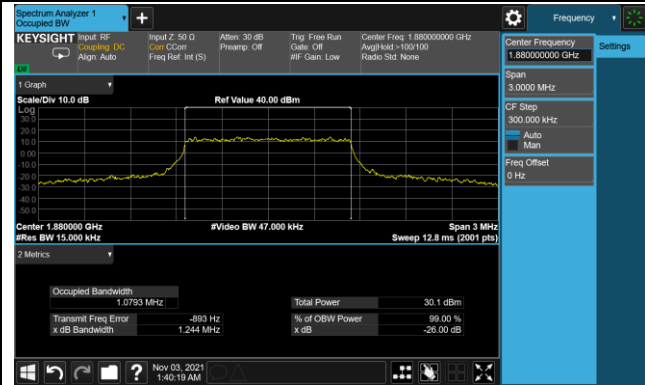 Spectrum Analyzer 1
Occupied BW
Frequency
KEYSIGHT
Input: RF
Coupling: DC
Align: Auto
Input Z: 50 Ω
Corr CCorr
Freq Ref: Int (S)
Atten: 30 dB
Preamp: Off
Trig: Free Run
Gate: Off
#IF Gain: Low
Center Freq: 1.880000000 GHz
Avg|Hold:>100/100
Radio Std: None
Center Frequency
1.880000000 GHz
Settings
Span
3.0000 MHz
CF Step
300.000 kHz
Auto
Man
Freq Offset
0 Hz
1 Graph
Scale/Div 10.0 dB
Ref Value 40.00 dBm
Log
30.0
20.0
10.0
0.00
-10.0
-20.0
-30.0
-40.0
-50.0
Center 1.880000 GHz
#Video BW 47.000 kHz
Span 3 MHz
#Res BW 15.000 kHz
Sweep 12.8 ms (2001 pts)
2 Metrics
Occupied Bandwidth
1.0793 MHz
Total Power 30.1 dBm
Transmit Freq Error -893 Hz
% of OBW Power 99.00 %
x dB Bandwidth 1.244 MHz
x dB -26.00 dB
?
Nov 03, 2021
1:40:19 AM